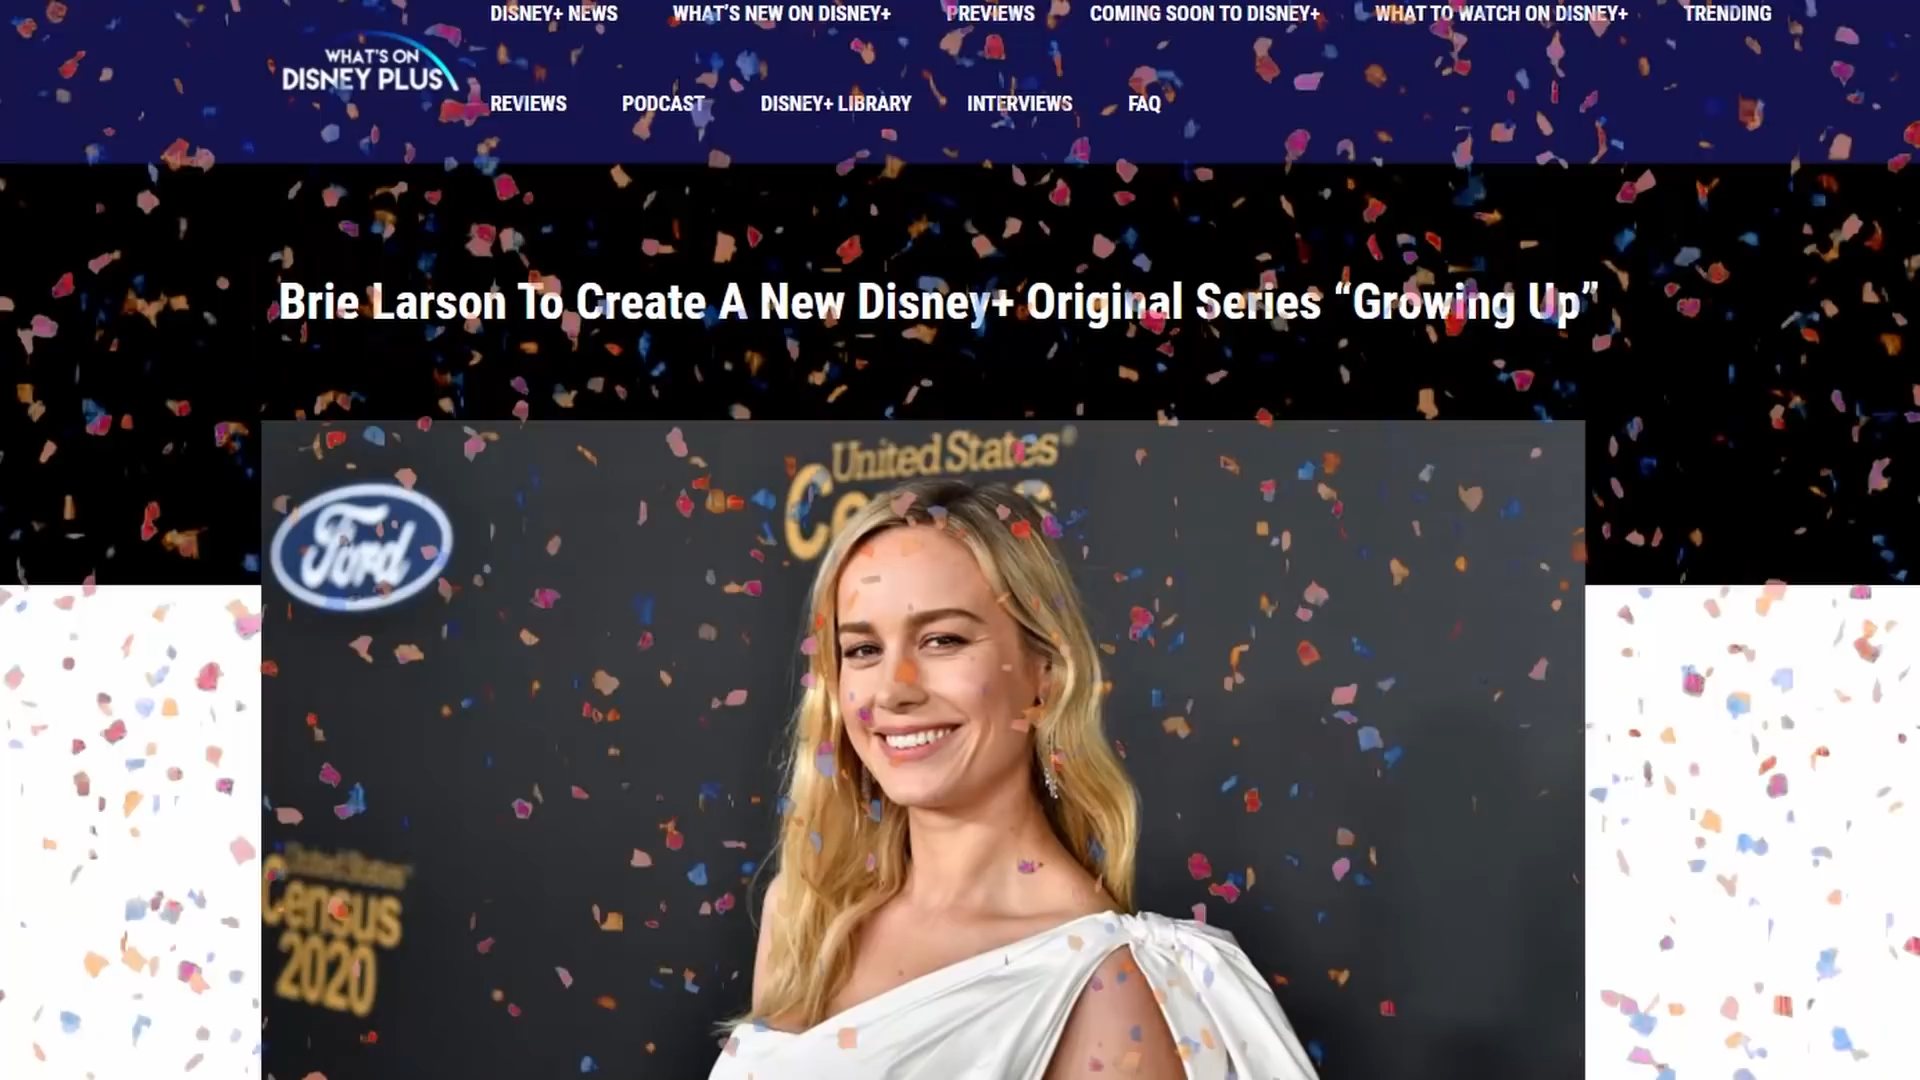 DISNEY+ NEWS WHAT'S NEW ON DISNEY+ PREVIEWS COMING SOON TO DISNEY+ WHAT TO WATCH ON DISNEY+ TRENDING
WHAT'S ON
DISNEY PLUS
REVIEWS PODCAST DISNEY+ LIBRARY INTERVIEWS FAQ
Brie Larson To Create A New Disney+ Original Series “Growing Up”
United States®
Ford
United States®
Census
2020